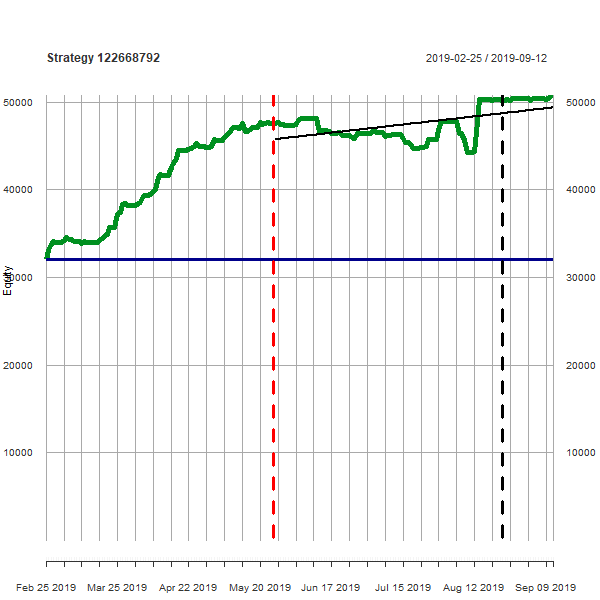 Strategy 122668792
2019-02-25 / 2019-09-12
50000 50000
40000 40000
Equity
30000 30000
20000 20000
10000 10000
Feb 25 2019 Mar 25 2019 Apr 22 2019 May 20 2019 Jun 17 2019 Jul 15 2019 Aug 12 2019 Sep 09 2019